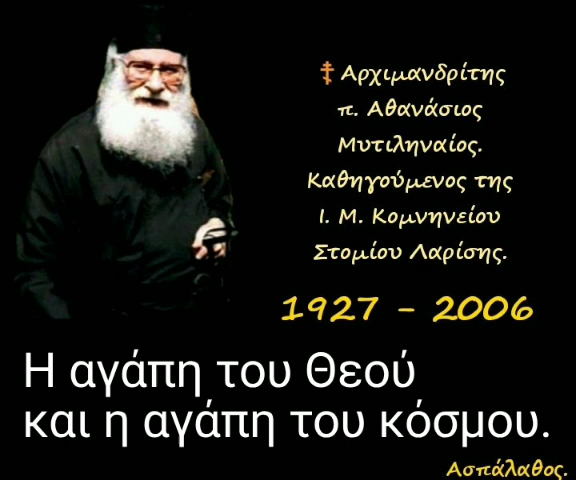 ☦ Αρχιμανδρίτης
π. Αθανάσιος
Μυτιληναίος.
Καθηγούμενος της
Ι. Μ. Κομνηνείου
Στομίου Λαρίσης.
1927 - 2006
Η αγάπη του Θεού
και η αγάπη του κόσμου.
Ασπάλαθος.